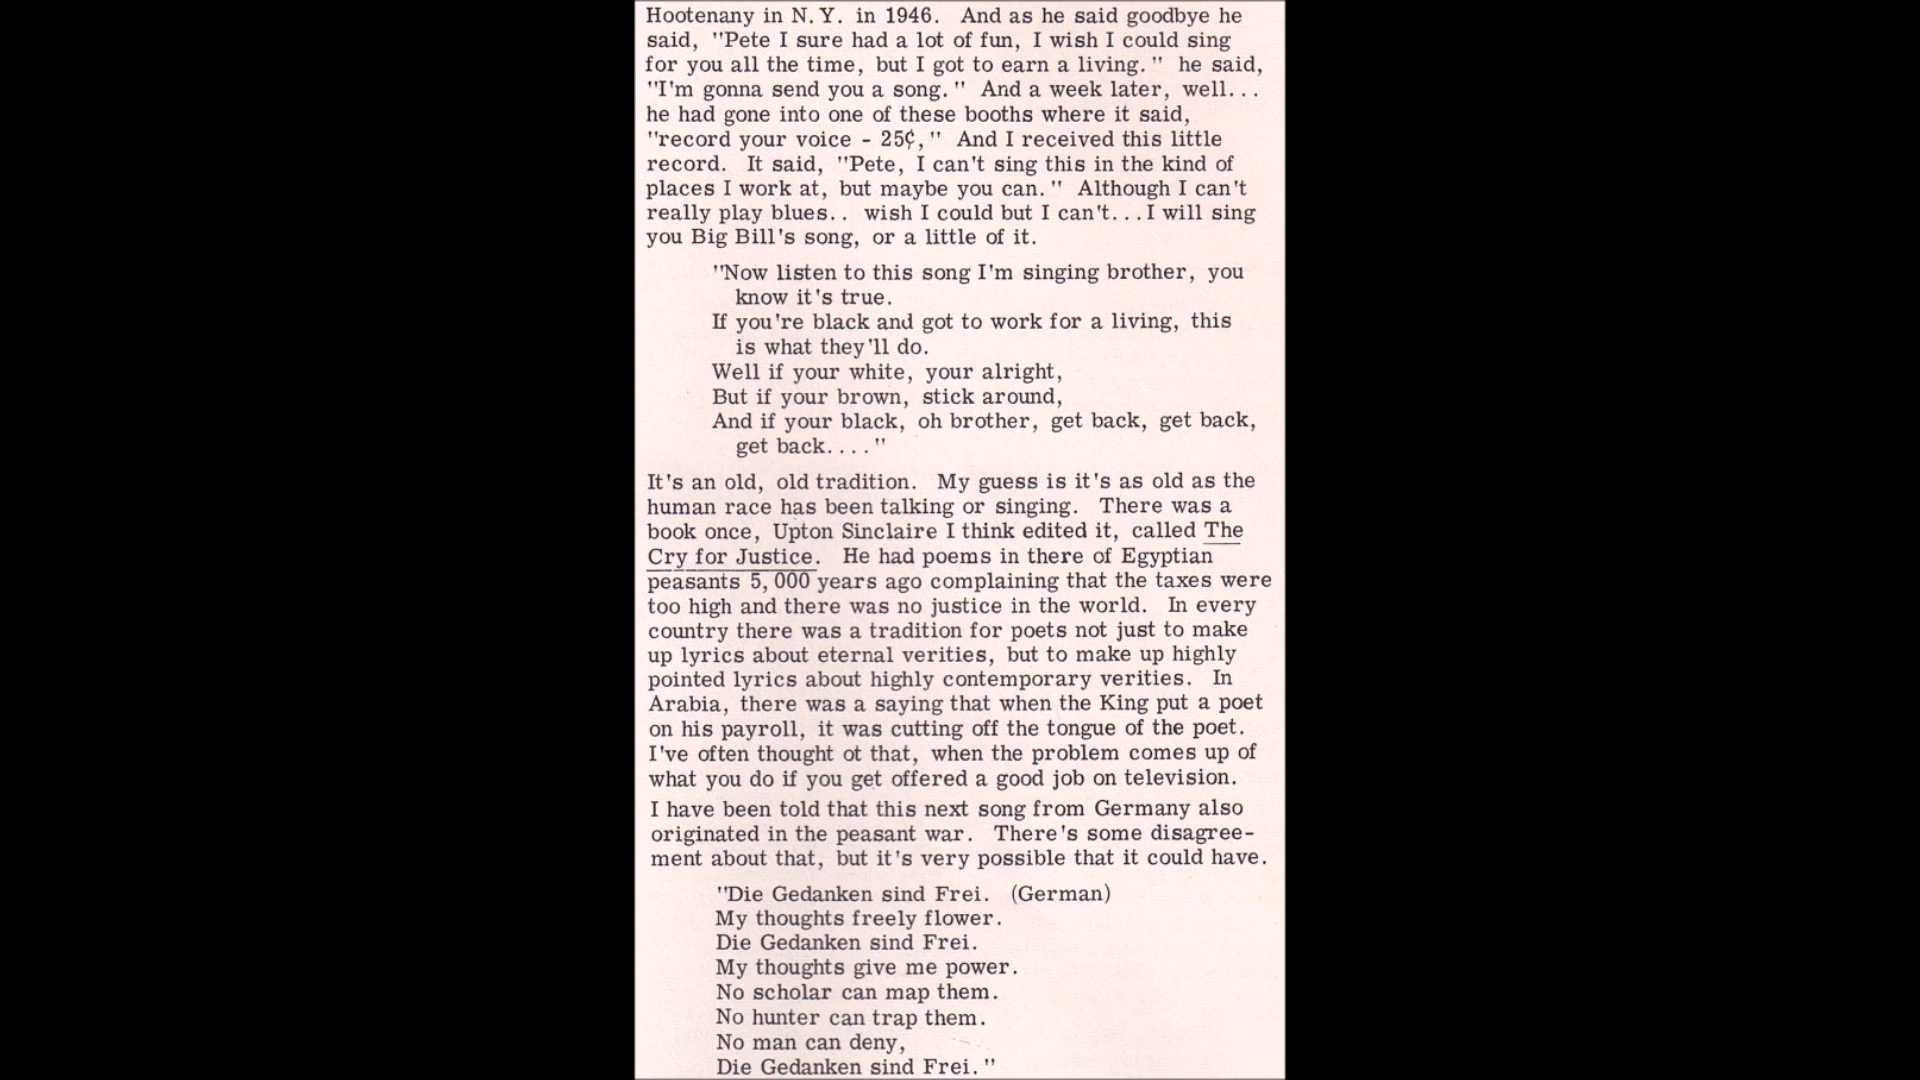 Hootenany in N.Y. in 1946. And as he said goodbye he
said, "Pete I sure had a lot of fun, I wish I could sing
for you all the time, but I got to earn a living." he said,
"I'm gonna send you a song." And a week later, well...
he had gone into one of these booths where it said,
"record your voice - 25¢," And I received this little
record. It said, "Pete, I can't sing this in the kind of
places I work at, but maybe you can." Although I can't
really play blues.. wish I could but I can't...I will sing
you Big Bill's song, or a little of it.
"Now listen to this song I'm singing brother, you
know it's true.
If you're black and got to work for a living, this
is what they'll do.
Well if your white, your alright,
But if your brown, stick around,
And if your black, oh brother, get back, get back,
get back...."
It's an old, old tradition. My guess is it's as old as the
human race has been talking or singing. There was a
book once, Upton Sinclaire I think edited it, called The
Cry for Justice. He had poems in there of Egyptian
peasants 5,000 years ago complaining that the taxes were
too high and there was no justice in the world. In every
country there was a tradition for poets not just to make
up lyrics about eternal verities, but to make up highly
pointed lyrics about highly contemporary verities. In
Arabia, there was a saying that when the King put a poet
on his payroll, it was cutting off the tongue of the poet.
I've often thought ot that, when the problem comes up of
what you do if you get offered a good job on television.
I have been told that this next song from Germany also
originated in the peasant war. There's some disagree-
ment about that, but it's very possible that it could have.
"Die Gedanken sind Frei. (German)
My thoughts freely flower.
Die Gedanken sind Frei.
My thoughts give me power.
No scholar can map them.
No hunter can trap them.
No man can deny,
Die Gedanken sind Frei."